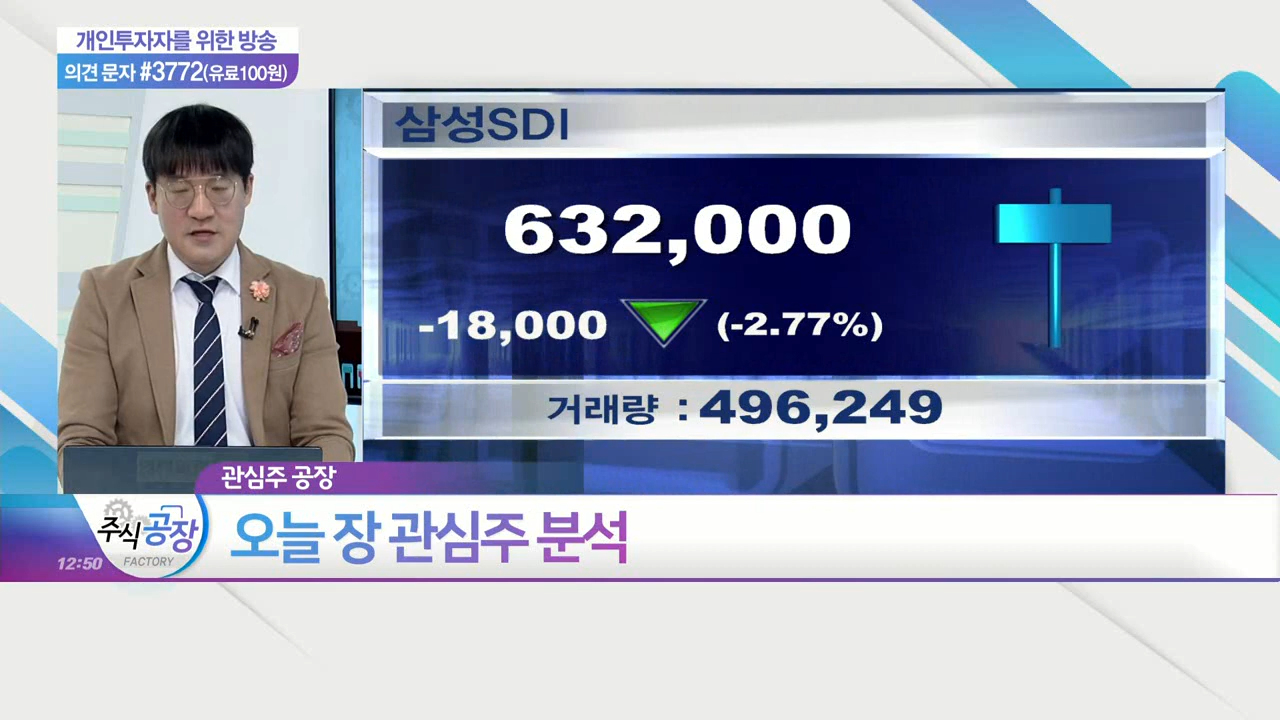 개인투자자를 위한 방송
의견 문자 #3772(유료100원)
삼성SDI
632,000
-18,000 (-2.77%)
거래량 : 496,249
관심주 공장
주식공장
FACTORY
12:50
오늘 장 관심주 분석